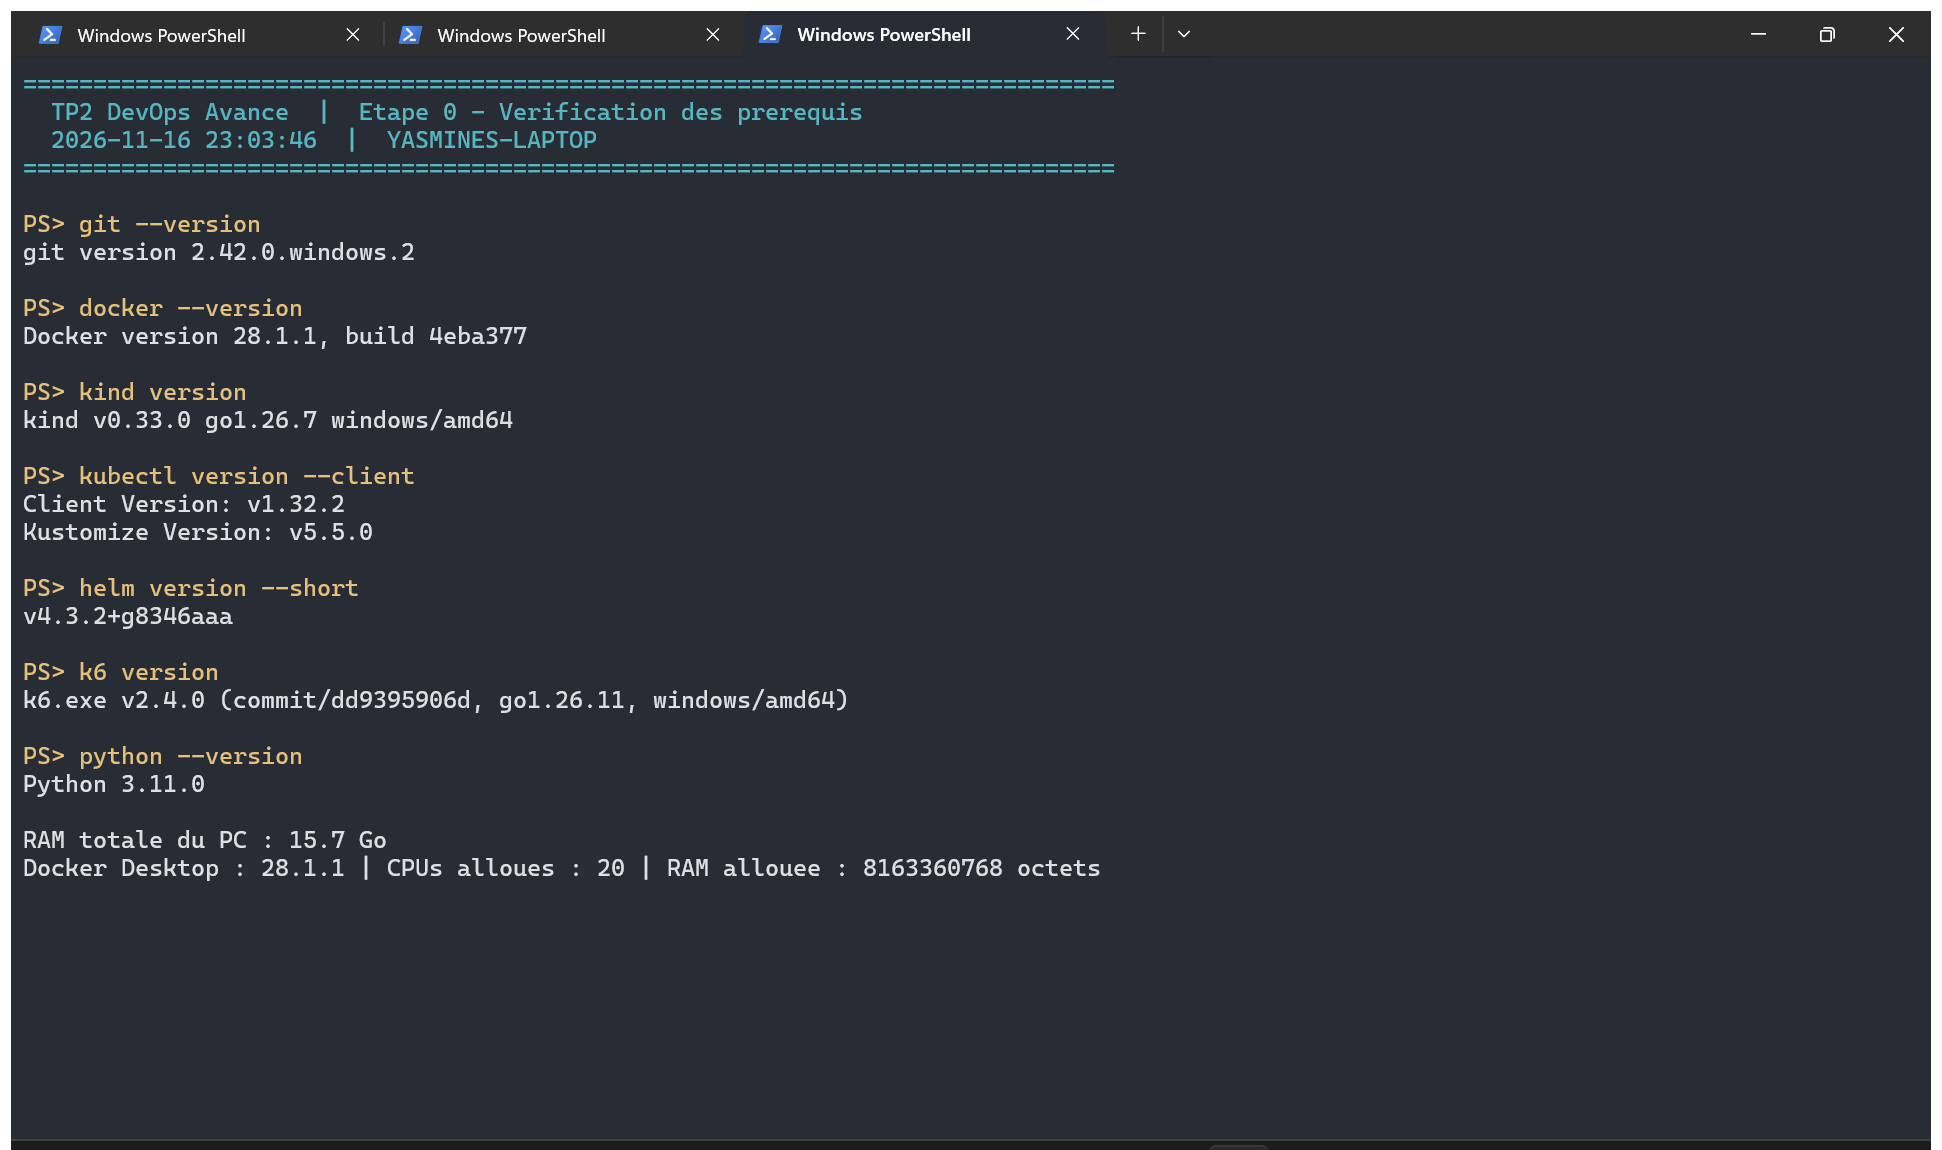 Windows PowerShell
Windows PowerShell
Windows PowerShell
==============================================================================
TP2 DevOps Avance | Etape 0 - Verification des prerequis
2026-11-16 23:03:46 | YASMINES-LAPTOP
==============================================================================
PS> git --version
git version 2.42.0.windows.2
PS> docker --version
Docker version 28.1.1, build 4eba377
PS> kind version
kind v0.33.0 go1.26.7 windows/amd64
PS> kubectl version --client
Client Version: v1.32.2
Kustomize Version: v5.5.0
PS> helm version --short
v4.3.2+g8346aaa
PS> k6 version
k6.exe v2.4.0 (commit/dd9395906d, go1.26.11, windows/amd64)
PS> python --version
Python 3.11.0
RAM totale du PC : 15.7 Go
Docker Desktop : 28.1.1 | CPUs alloues : 20 | RAM allouee : 8163360768 octets